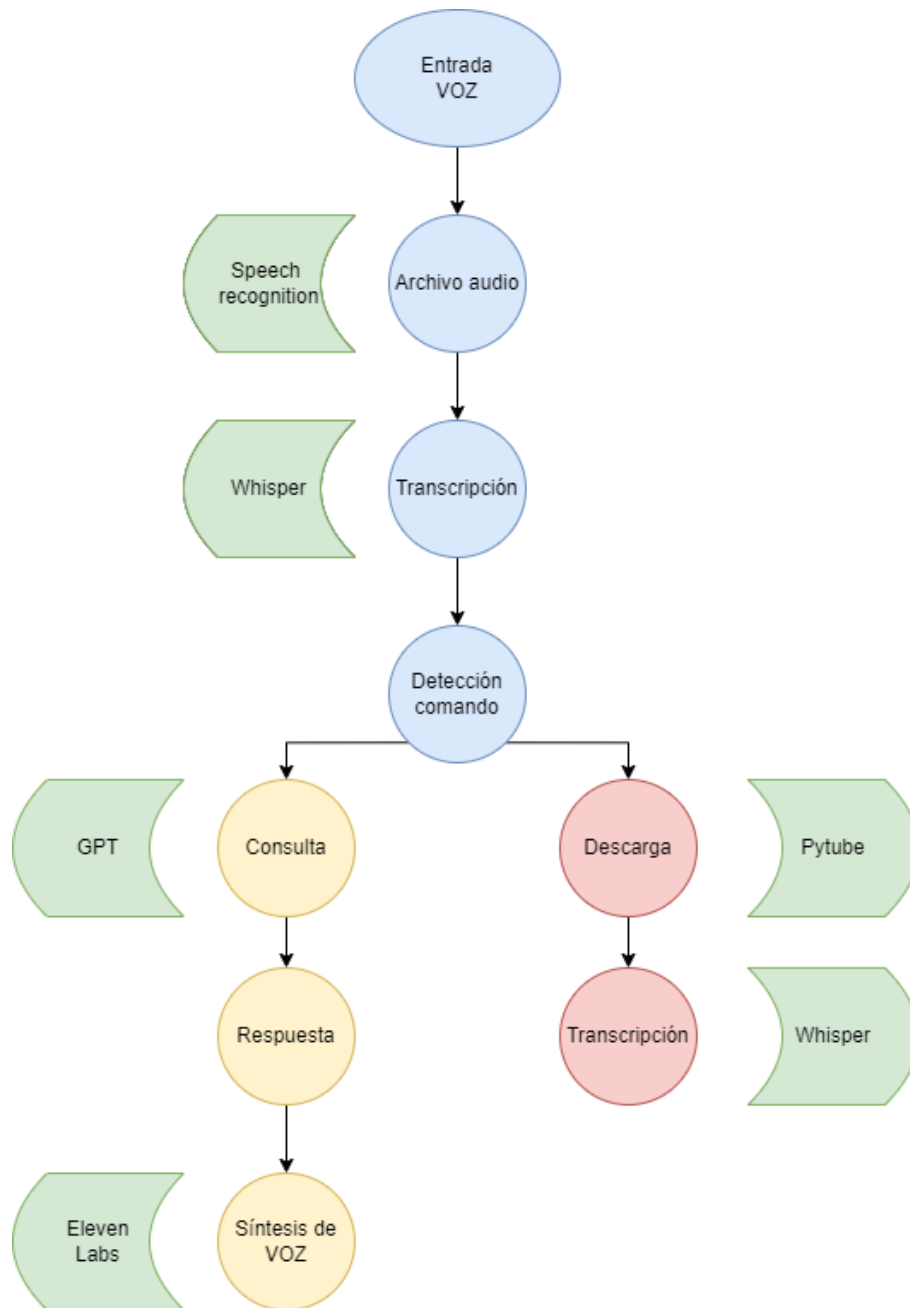 Entrada
VOZ
Speech
recognition
Archivo audio
Whisper
Transcripción
Detección
comando
GPT
Consulta
Descarga
Pytube
Respuesta
Transcripción
Whisper
Eleven
Labs
Síntesis de
VOZ